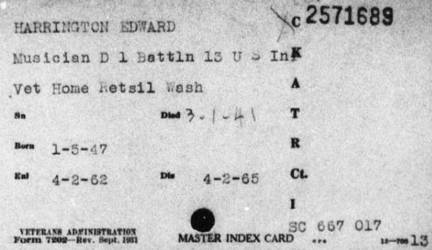 HARRINGTON EDWARD
C 2571689
Musician D 1 Battln 13 U S Inf
K
Vet Home Retsil Wash
A
Sn Died 3-1-41 T
Born 1-5-47 R
Enl 4-2-62 Dis 4-2-65 Ct.
I
SC 667 017
VETERANS ADMINISTRATION
Form 7202—Rev. Sept. 1931 MASTER INDEX CARD 13